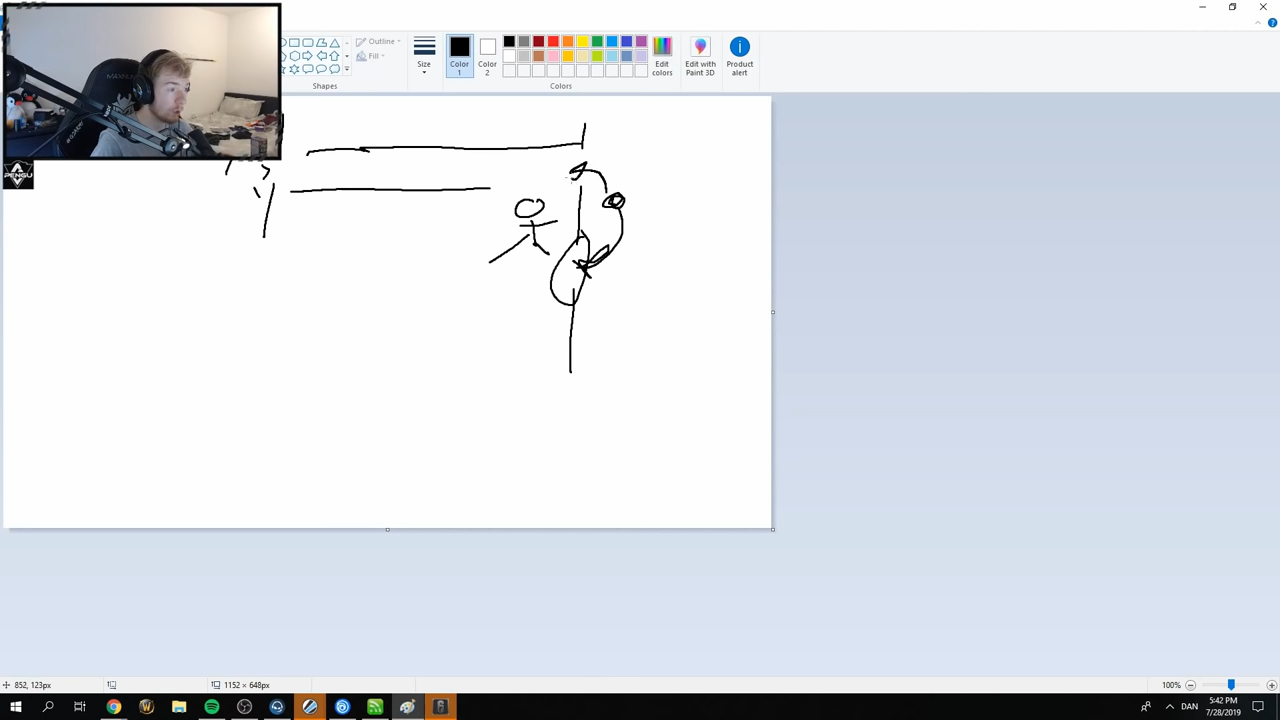 Outline
Fill
Size
Color 1
Color 2
Edit colors
Edit with Paint 3D
Product alert
Shapes
Colors
PENGU
852, 123px
1152 × 648px
100%
DAN
5:42 PM
7/28/2019